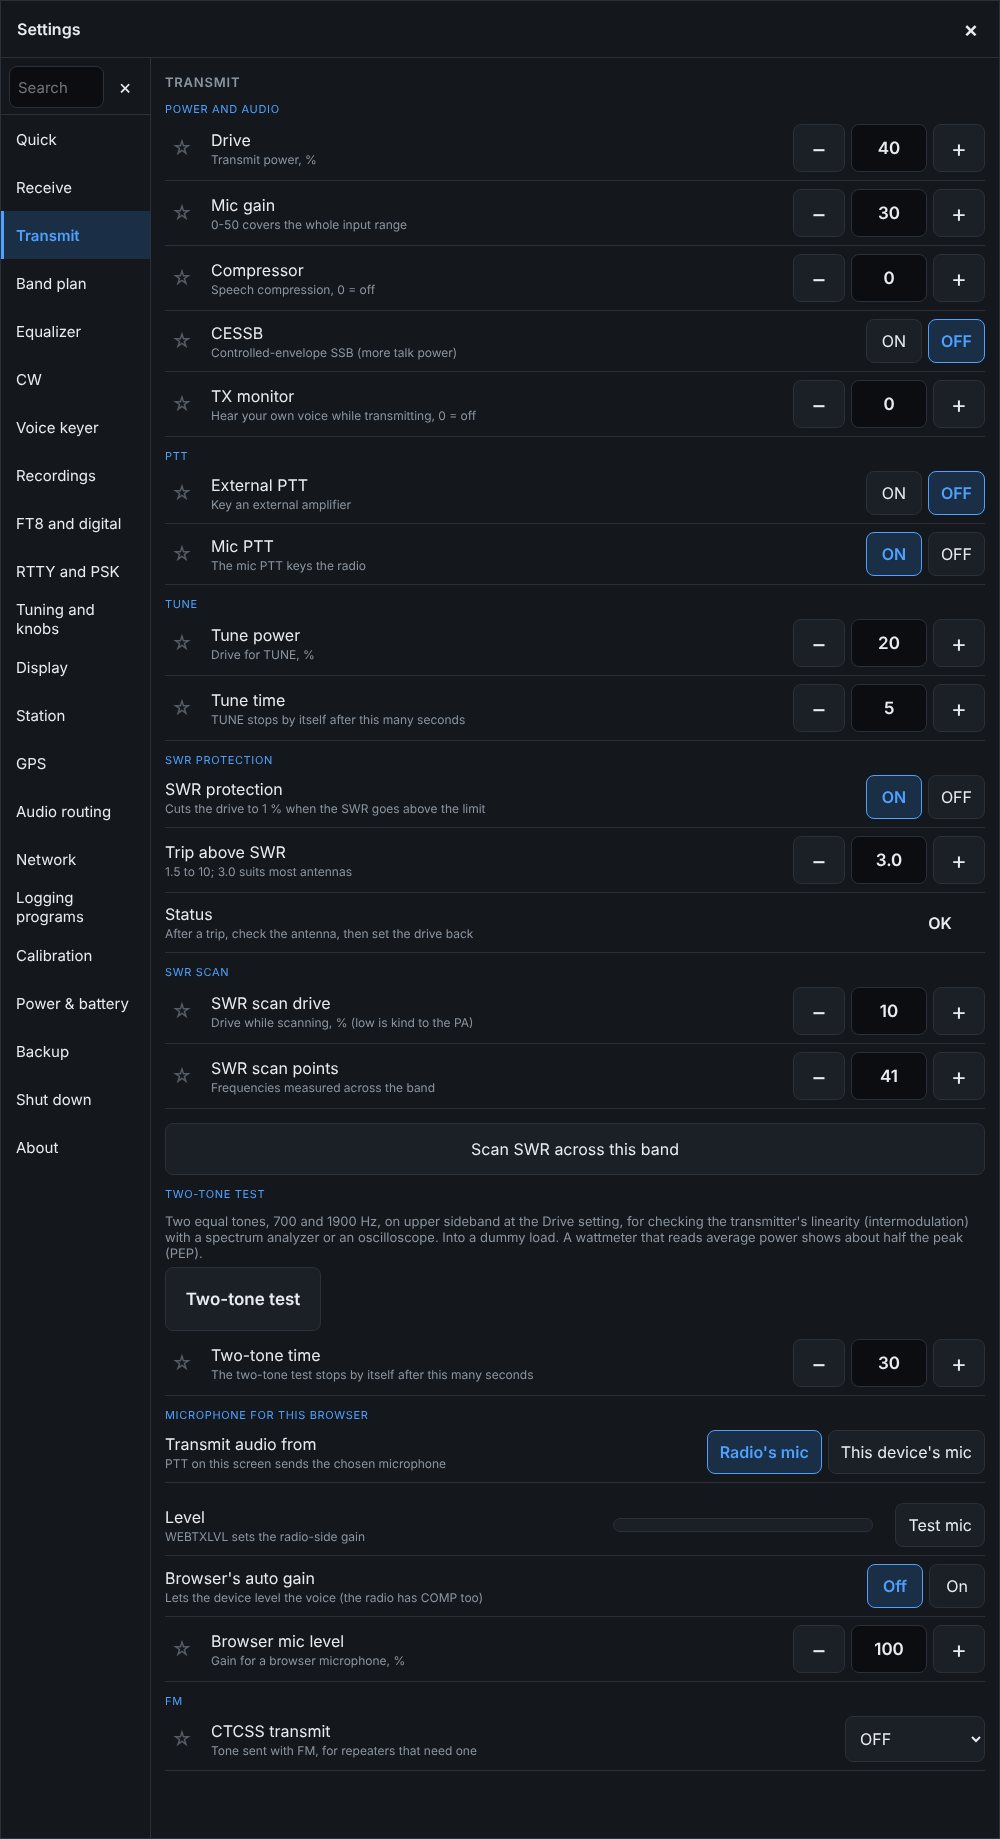 Settings
×
Search
×
Quick
Receive
Transmit
Band plan
Equalizer
CW
Voice keyer
Recordings
FT8 and digital
RTTY and PSK
Tuning and
knobs
Display
Station
GPS
Audio routing
Network
Logging
programs
Calibration
Power & battery
Backup
Shut down
About
TRANSMIT
POWER AND AUDIO
Drive
Transmit power, %
− 40 +
Mic gain
0-50 covers the whole input range
− 30 +
Compressor
Speech compression, 0 = off
− 0 +
CESSB
Controlled-envelope SSB (more talk power)
ON OFF
TX monitor
Hear your own voice while transmitting, 0 = off
− 0 +
PTT
External PTT
Key an external amplifier
ON OFF
Mic PTT
The mic PTT keys the radio
ON OFF
TUNE
Tune power
Drive for TUNE, %
− 20 +
Tune time
TUNE stops by itself after this many seconds
− 5 +
SWR PROTECTION
SWR protection
Cuts the drive to 1 % when the SWR goes above the limit
ON OFF
Trip above SWR
1.5 to 10; 3.0 suits most antennas
− 3.0 +
Status
After a trip, check the antenna, then set the drive back
OK
SWR SCAN
SWR scan drive
Drive while scanning, % (low is kind to the PA)
− 10 +
SWR scan points
Frequencies measured across the band
− 41 +
Scan SWR across this band
TWO-TONE TEST
Two equal tones, 700 and 1900 Hz, on upper sideband at the Drive setting, for checking the transmitter's linearity (intermodulation)
with a spectrum analyzer or an oscilloscope. Into a dummy load. A wattmeter that reads average power shows about half the peak
(PEP).
Two-tone test
Two-tone time
The two-tone test stops by itself after this many seconds
− 30 +
MICROPHONE FOR THIS BROWSER
Transmit audio from
PTT on this screen sends the chosen microphone
Radio's mic This device's mic
Level
WEBTXLVL sets the radio-side gain
Test mic
Browser's auto gain
Lets the device level the voice (the radio has COMP too)
Off On
Browser mic level
Gain for a browser microphone, %
− 100 +
FM
CTCSS transmit
Tone sent with FM, for repeaters that need one
OFF